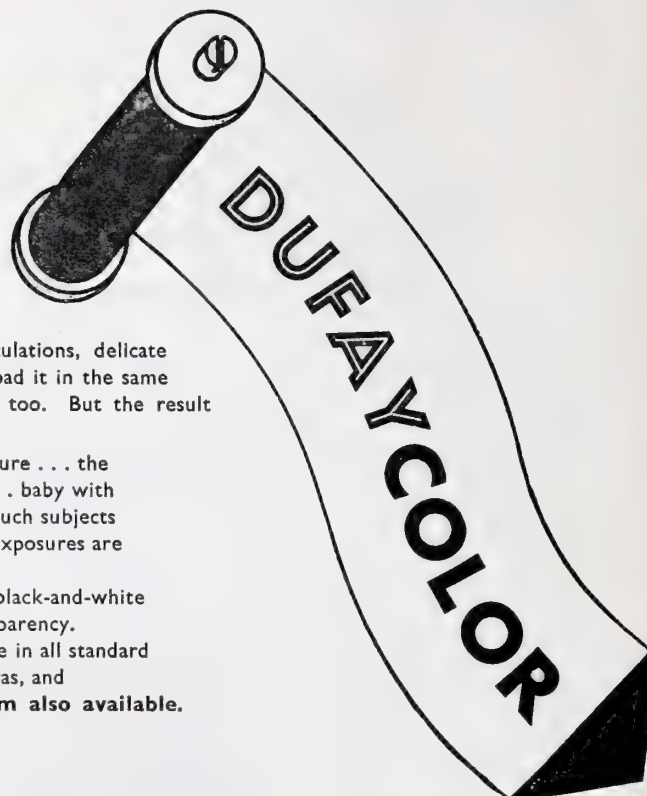 DUFAYCOLOR
culations, delicate
oad it in the same
too. But the result
ure . . . the
. baby with
uch subjects
xposures are
black-and-white
parency.
e in all standard
as, and
m also available.